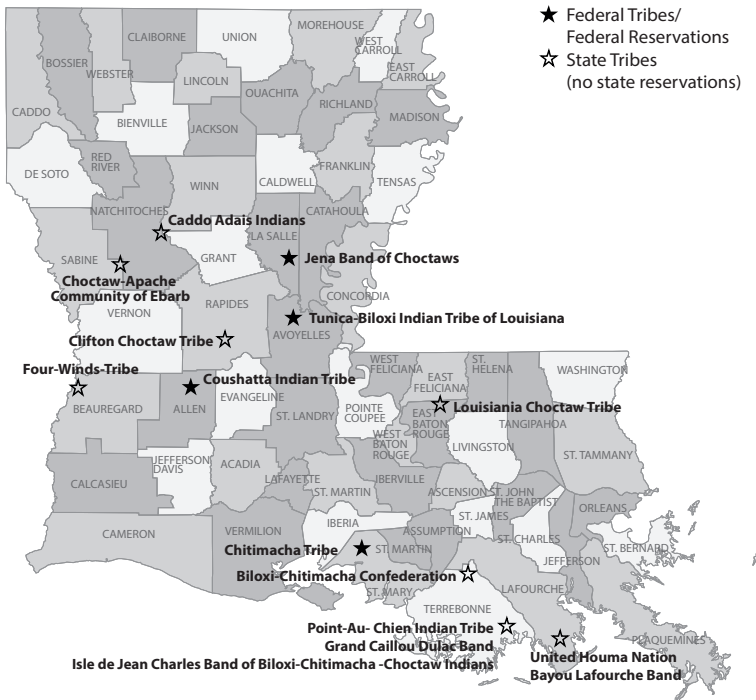 ★ Federal Tribes/
Federal Reservations
☆ State Tribes
(no state reservations)
MOREHOUSE
CLAIBORNE
UNION
WEST
CARROLL
BOSSIER
WEBSTER
EAST
CARROLL
LINCOLN
OUACHITA
CADDO
RICHLAND
MADISON
BIENVILLE
JACKSON
RED
RIVER
FRANKLIN
DE SOTO
WINN
CALDWELL
TENSAS
NATCHITOCHES
CATAHOULA
Caddo Adais Indians
LA SALLE
SABINE
GRANT
Jena Band of Choctaws
Choctaw-Apache
Community of Ebarb
CONCORDIA
VERNON
RAPIDES
Tunica-Biloxi Indian Tribe of Louisiana
AVOYELLES
Clifton Choctaw Tribe
WEST
FELICIANA
ST.
HELENA
Four-Winds-Tribe
WASHINGTON
EAST
FELICIANA
Coushatta Indian Tribe
EVANGELINE
BEAUREGARD
ALLEN
ST. LANDRY
POINTE
COUPEE
EAST
BATON
ROUGE
Louisiania Choctaw Tribe
TANGIPAHOA
WEST
BATON
ROUGE
LIVINGSTON
ST. TAMMANY
JEFFERSON
DAVIS
ACADIA
CALCASIEU
LAFAYETTE
IBERVILLE
ST. MARTIN
ASCENSION
ST. JOHN
THE BAPTIST
ORLEANS
ST. JAMES
CAMERON
VERMILION
IBERIA
ASSUMPTION
ST. CHARLES
Chitimacha Tribe
ST. MARTIN
ST. BERNARD
JEFFERSON
Biloxi-Chitimacha Confederation
ST. MARY
LAFOURCHE
TERREBONNE
Point-Au- Chien Indian Tribe
Grand Caillou Dulac Band
Isle de Jean Charles Band of Biloxi-Chitimacha -Choctaw Indians
PLAQUEMINES
United Houma Nation
Bayou Lafourche Band